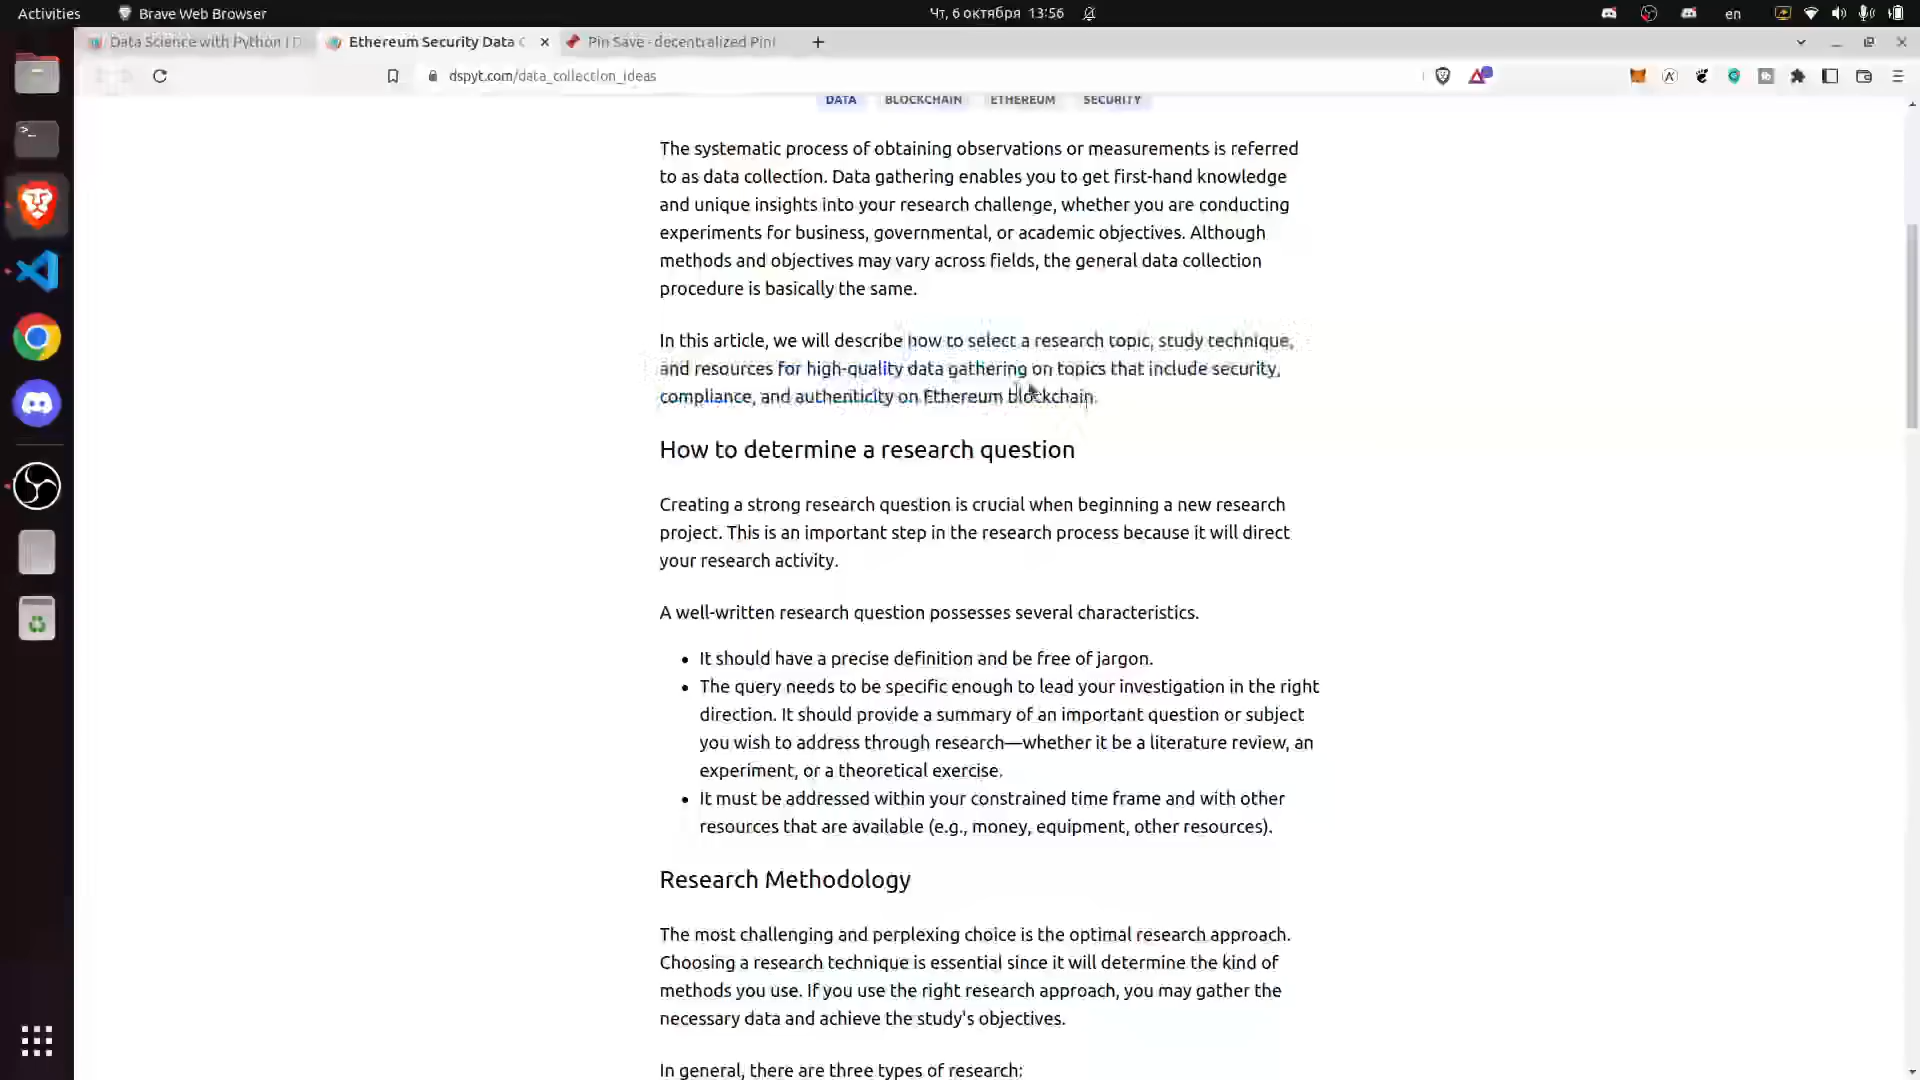 Activities
Brave Web Browser
Чт, 6 октября 13:56
en
Data Science with Python | D
Ethereum Security Data C
Pin Save - decentralized Pint
dspyt.com/data_collection_ideas
DATA BLOCKCHAIN ETHEREUM SECURITY
The systematic process of obtaining observations or measurements is referred
to as data collection. Data gathering enables you to get first-hand knowledge
and unique insights into your research challenge, whether you are conducting
experiments for business, governmental, or academic objectives. Although
methods and objectives may vary across fields, the general data collection
procedure is basically the same.
In this article, we will describe how to select a research topic, study technique,
and resources for high-quality data gathering on topics that include security,
compliance, and authenticity on Ethereum blockchain.
How to determine a research question
Creating a strong research question is crucial when beginning a new research
project. This is an important step in the research process because it will direct
your research activity.
A well-written research question possesses several characteristics.
• It should have a precise definition and be free of jargon.
• The query needs to be specific enough to lead your investigation in the right
direction. It should provide a summary of an important question or subject
you wish to address through research—whether it be a literature review, an
experiment, or a theoretical exercise.
• It must be addressed within your constrained time frame and with other
resources that are available (e.g., money, equipment, other resources).
Research Methodology
The most challenging and perplexing choice is the optimal research approach.
Choosing a research technique is essential since it will determine the kind of
methods you use. If you use the right research approach, you may gather the
necessary data and achieve the study's objectives.
In general, there are three types of research: